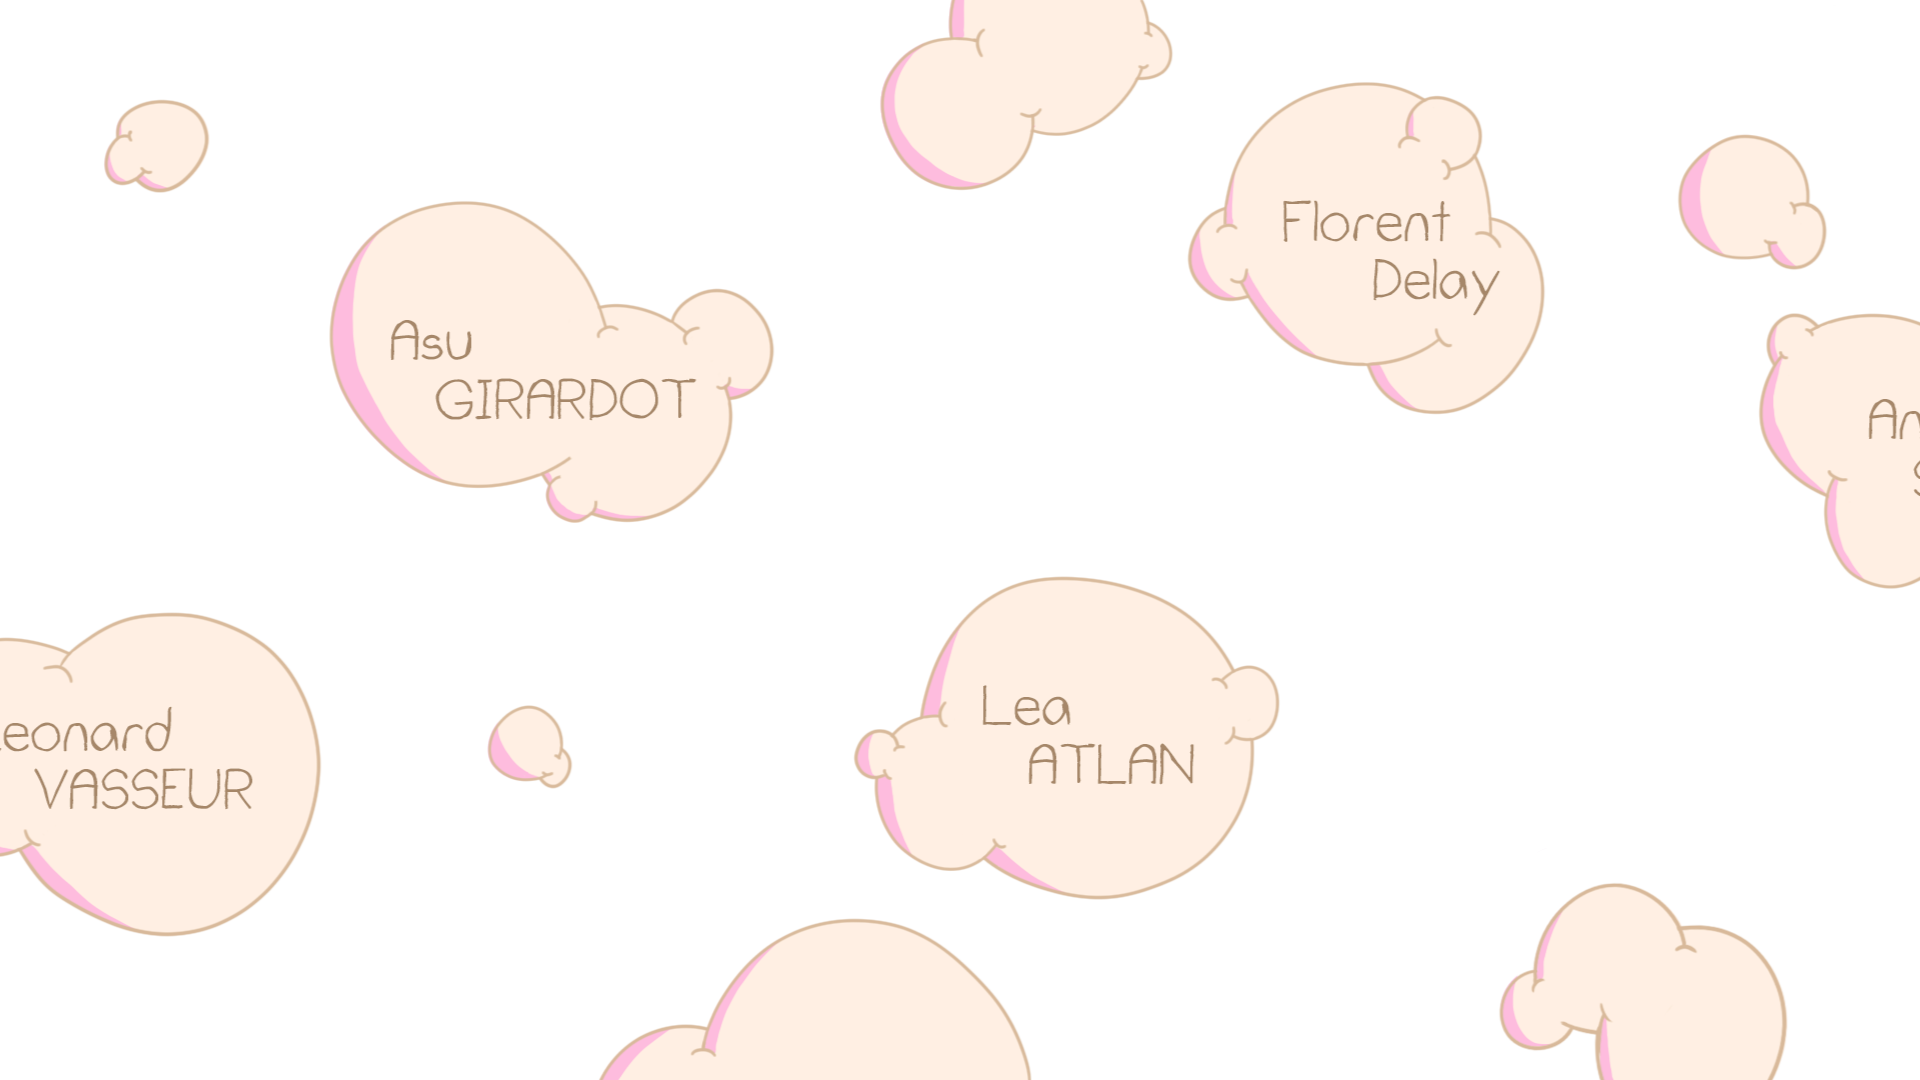 Florent
Delay
Asu
GIRARDOT
Lea
ATLAN
eonard
VASSEUR